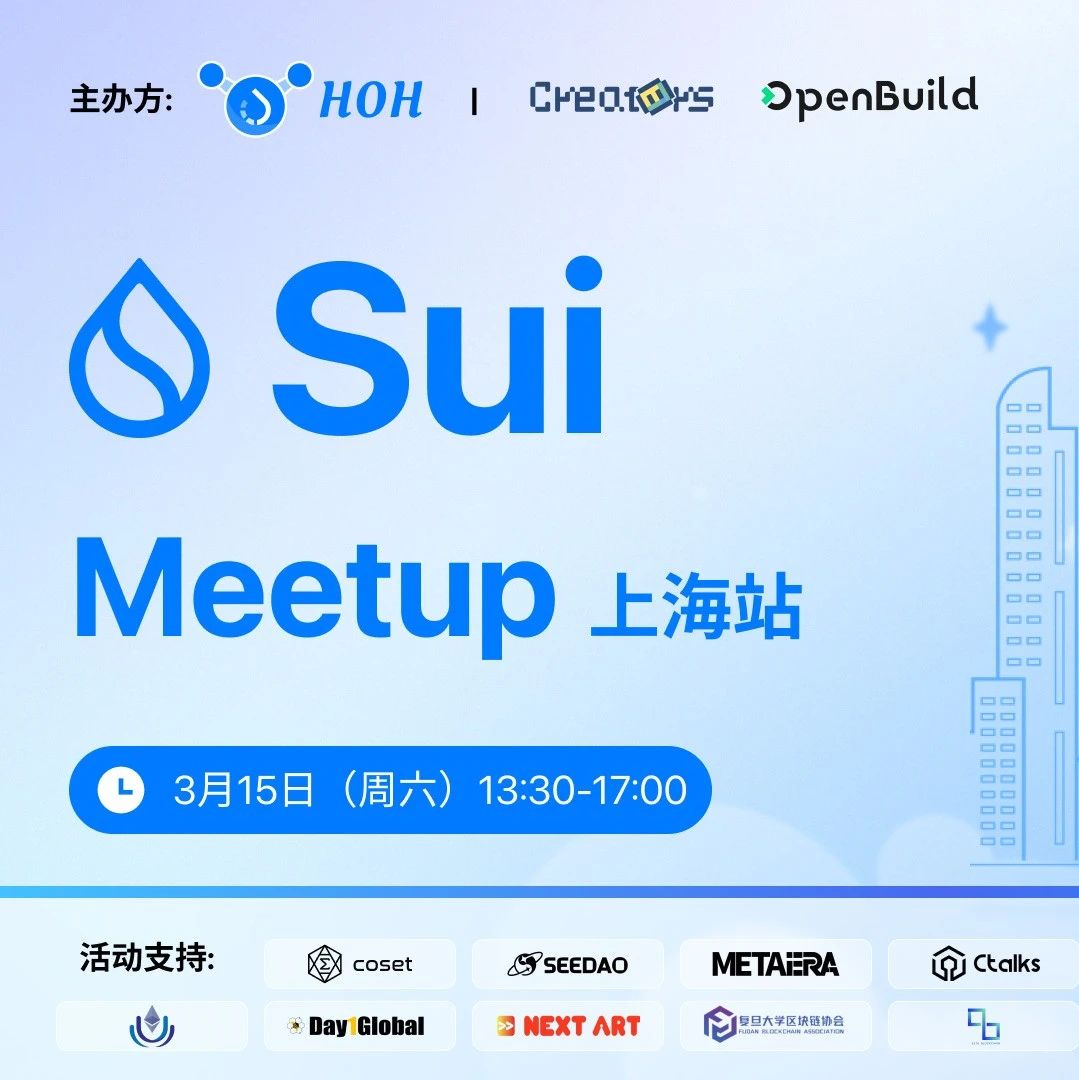 主办方: HOH | Creators OpenBuild
Sui
Meetup 上海站
3月15日（周六）13:30-17:00
活动支持: coset SEEDAO METAERA Ctalks
Day1Global NEXT ART 复旦大学区块链协会
FUDAN BLOCKCHAIN ASSOCIATION